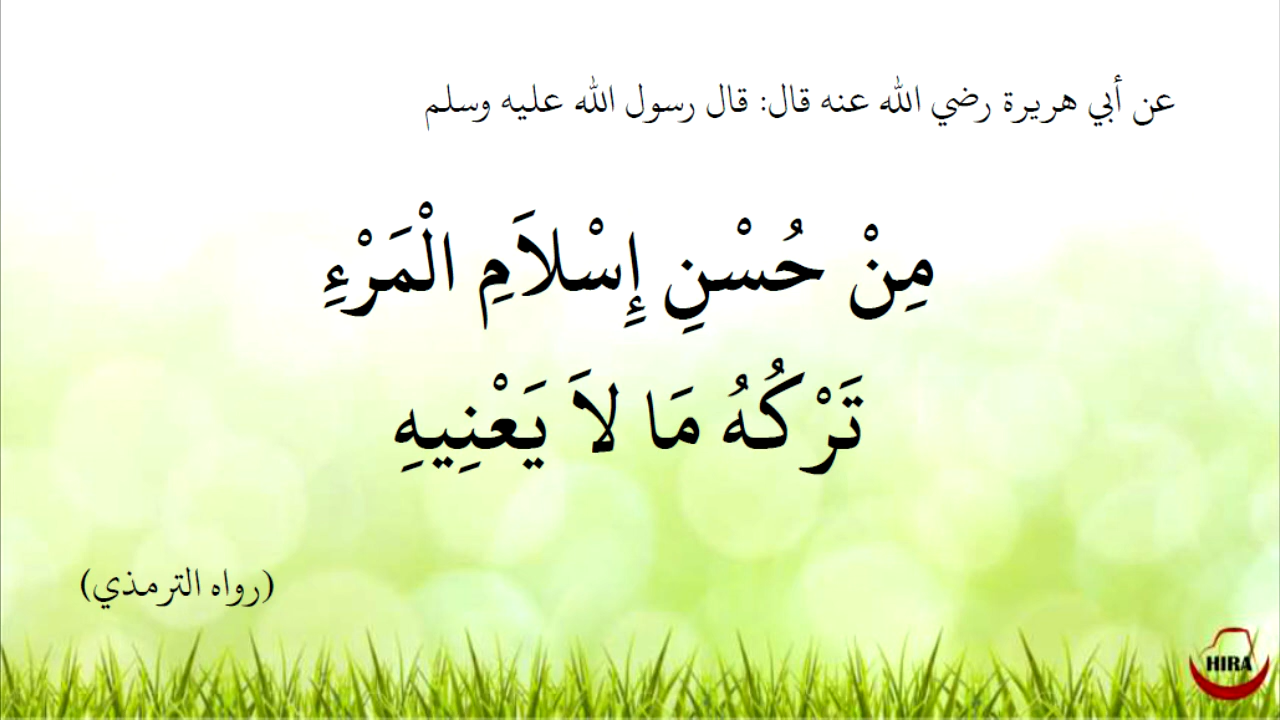 عن أبي هريرة رضي الله عنه قال: قال رسول الله عليه وسلم
مِنْ حُسْنِ إِسْلاَمِ الْمَرْءِ
تَرْكُهُ مَا لاَ يَعْنِيهِ
(رواه الترمذي)
HIRA